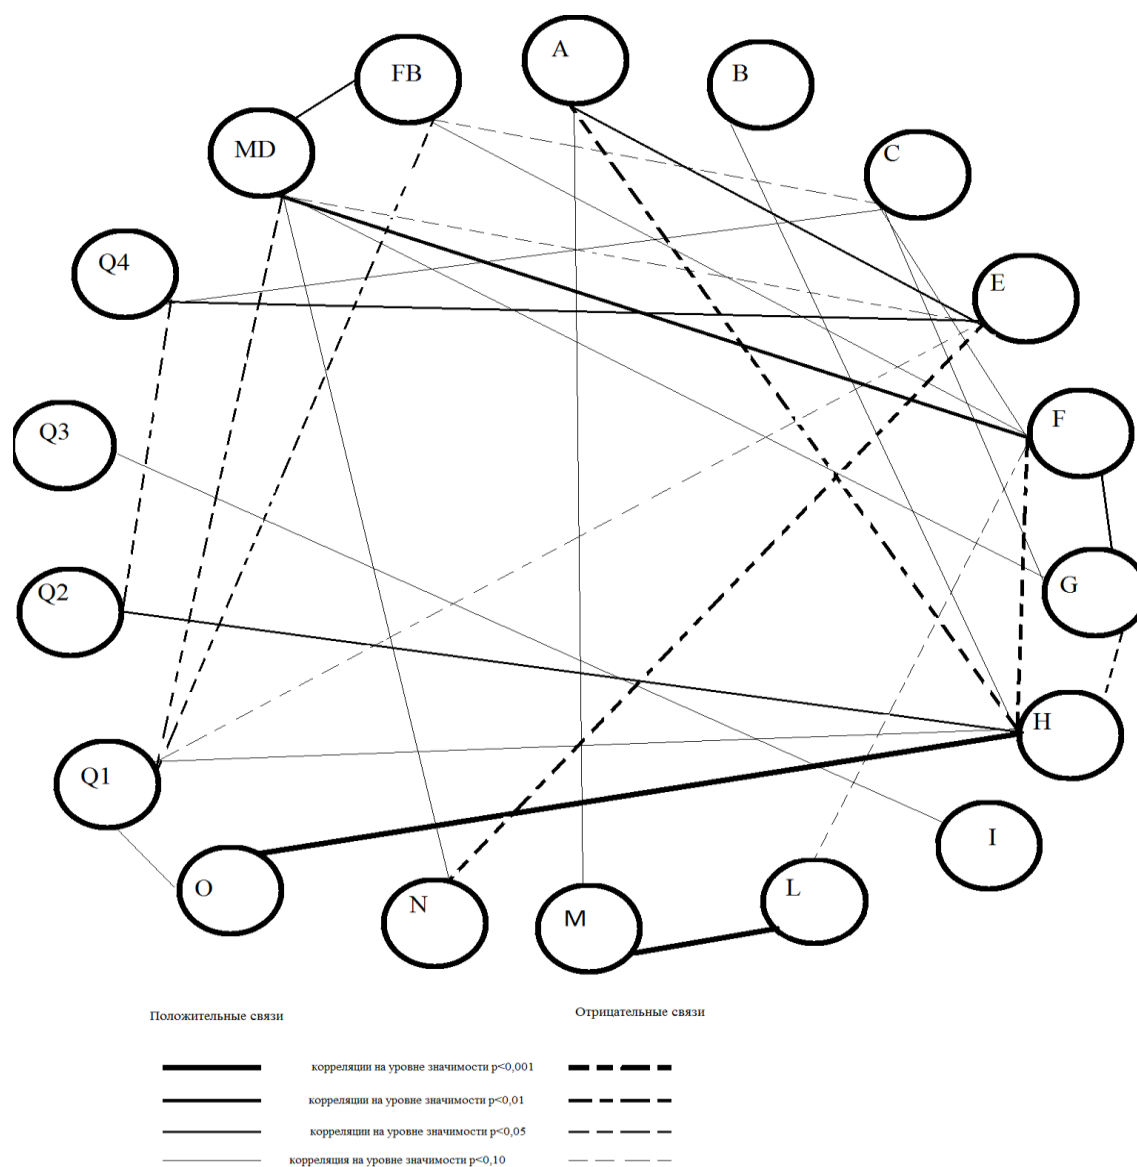 A
B
FB
C
MD
Q4
E
Q3
F
Q2
G
H
Q1
I
O
N
M
L
Положительные связи
Отрицательные связи
корреляции на уровне значимости p<0,001
корреляции на уровне значимости p<0,01
корреляции на уровне значимости p<0,05
корреляция на уровне значимости p<0,10